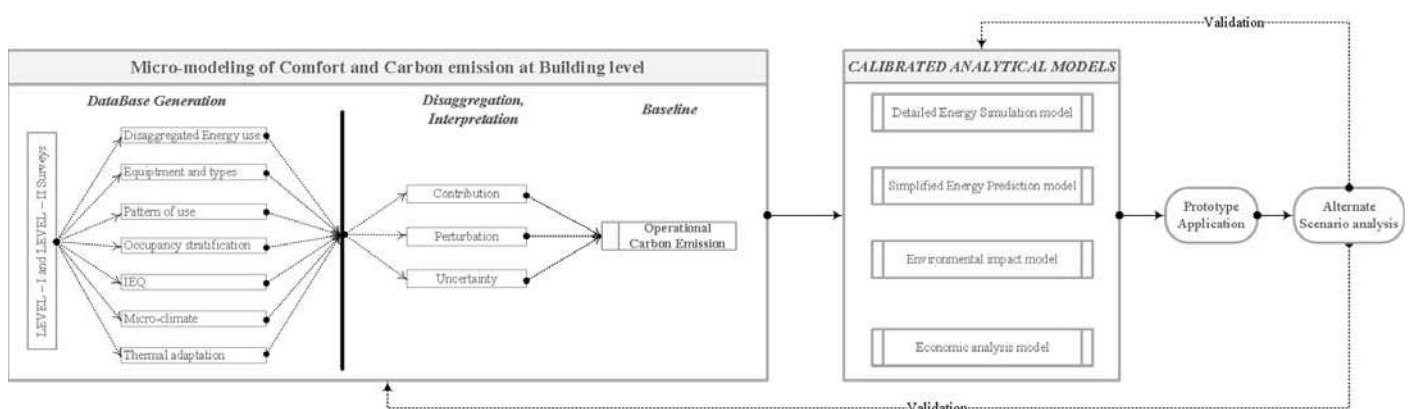 Validation
Micro-modeling of Comfort and Carbon emission at Building level
CALIBRATED ANALYTICAL MODELS
DataBase Generation
Disaggregation,
Interpretation
Baseline
LEVEL – I and LEVEL – II Surveys
Disaggregated Energy use
Equiptment and types
Pattern of use
Occupancy stratification
IEQ
Micro-climate
Thermal adaptation
Contribution
Perturbation
Uncertainty
Operational
Carbon Emission
Detailed Energy Simulation model
Simplified Energy Prediction model
Environmental impact model
Economic analysis model
Prototype
Application
Alternate
Scenario analysis
Validation